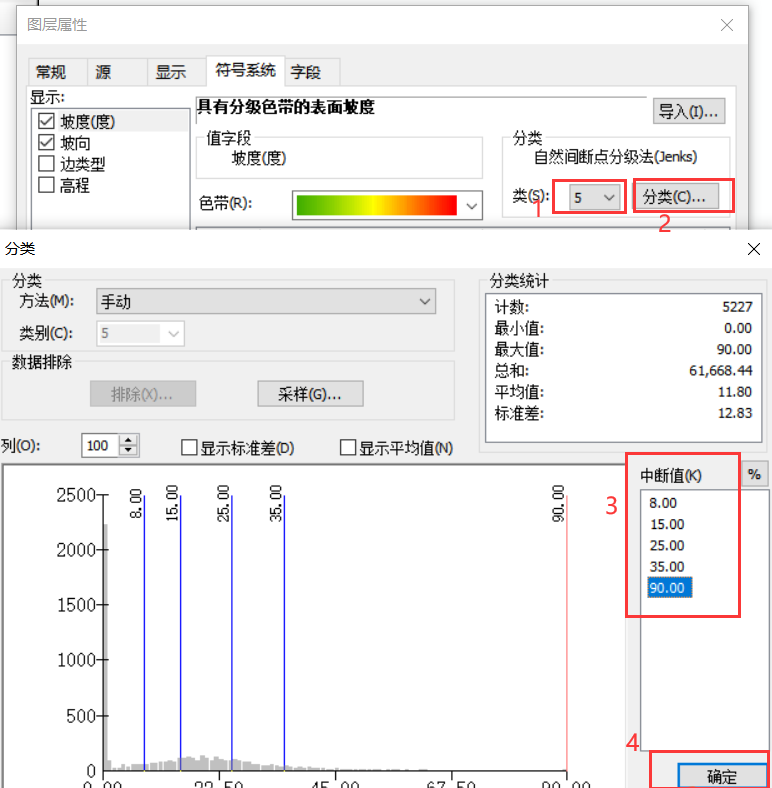 图层属性
常规 源 显示 符号系统 字段
显示:
坡度(度)
坡向
边类型
高程
具有分级色带的表面坡度
导入(I)...
值字段
坡度(度)
分类
自然间断点分级法(Jenks)
色带(R):
类(S): 5 分类(C)...
1 2
分类
分类
方法(M): 手动
类别(C): 5
数据排除
排除(X)... 采样(G)...
分类统计
计数: 5227
最小值: 0.00
最大值: 90.00
总和: 61,668.44
平均值: 11.80
标准差: 12.83
列(O): 100 显示标准差(D) 显示平均值(N)
中断值(K) %
3
8.00
15.00
25.00
35.00
90.00
8.00 15.00 25.00 35.00 90.00
2500
2000
1500
1000
500
0
0.00 22.50 45.00 67.50 90.00
4
确定